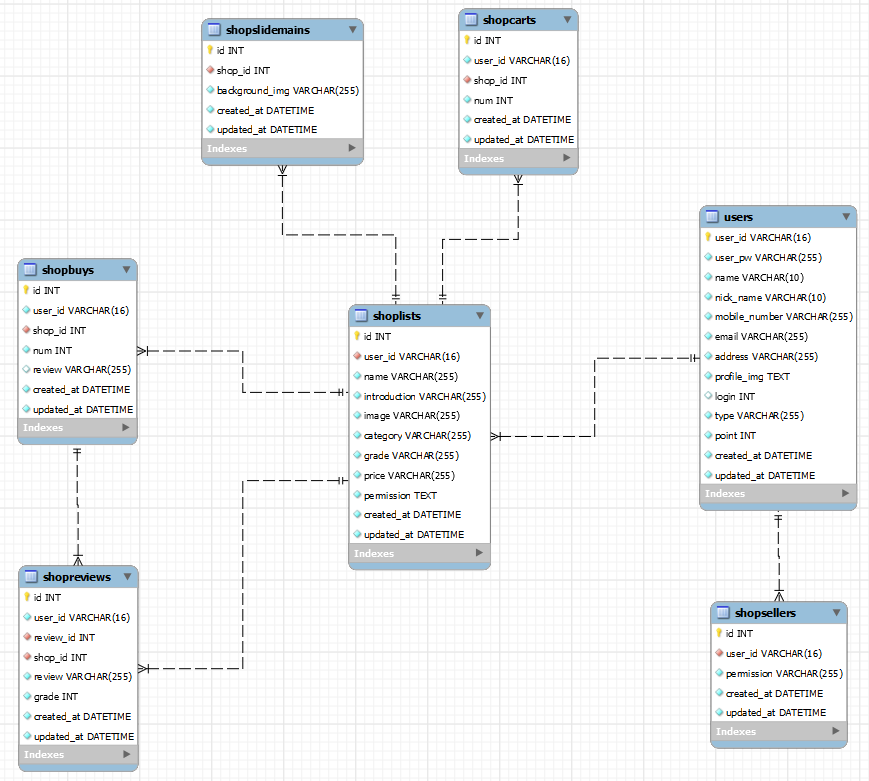 shopslidemains
id INT
shop_id INT
background_img VARCHAR(255)
created_at DATETIME
updated_at DATETIME
Indexes
shopcarts
id INT
user_id VARCHAR(16)
shop_id INT
num INT
created_at DATETIME
updated_at DATETIME
Indexes
users
user_id VARCHAR(16)
user_pw VARCHAR(255)
name VARCHAR(10)
nick_name VARCHAR(10)
mobile_number VARCHAR(255)
email VARCHAR(255)
address VARCHAR(255)
profile_img TEXT
login INT
type VARCHAR(255)
point INT
created_at DATETIME
updated_at DATETIME
Indexes
shopbuys
id INT
user_id VARCHAR(16)
shop_id INT
num INT
review VARCHAR(255)
created_at DATETIME
updated_at DATETIME
Indexes
shoplists
id INT
user_id VARCHAR(16)
name VARCHAR(255)
introduction VARCHAR(255)
image VARCHAR(255)
category VARCHAR(255)
grade VARCHAR(255)
price VARCHAR(255)
permission TEXT
created_at DATETIME
updated_at DATETIME
Indexes
shopreviews
id INT
user_id VARCHAR(16)
review_id INT
shop_id INT
review VARCHAR(255)
grade INT
created_at DATETIME
updated_at DATETIME
Indexes
shopsellers
id INT
user_id VARCHAR(16)
permission VARCHAR(255)
created_at DATETIME
updated_at DATETIME
Indexes